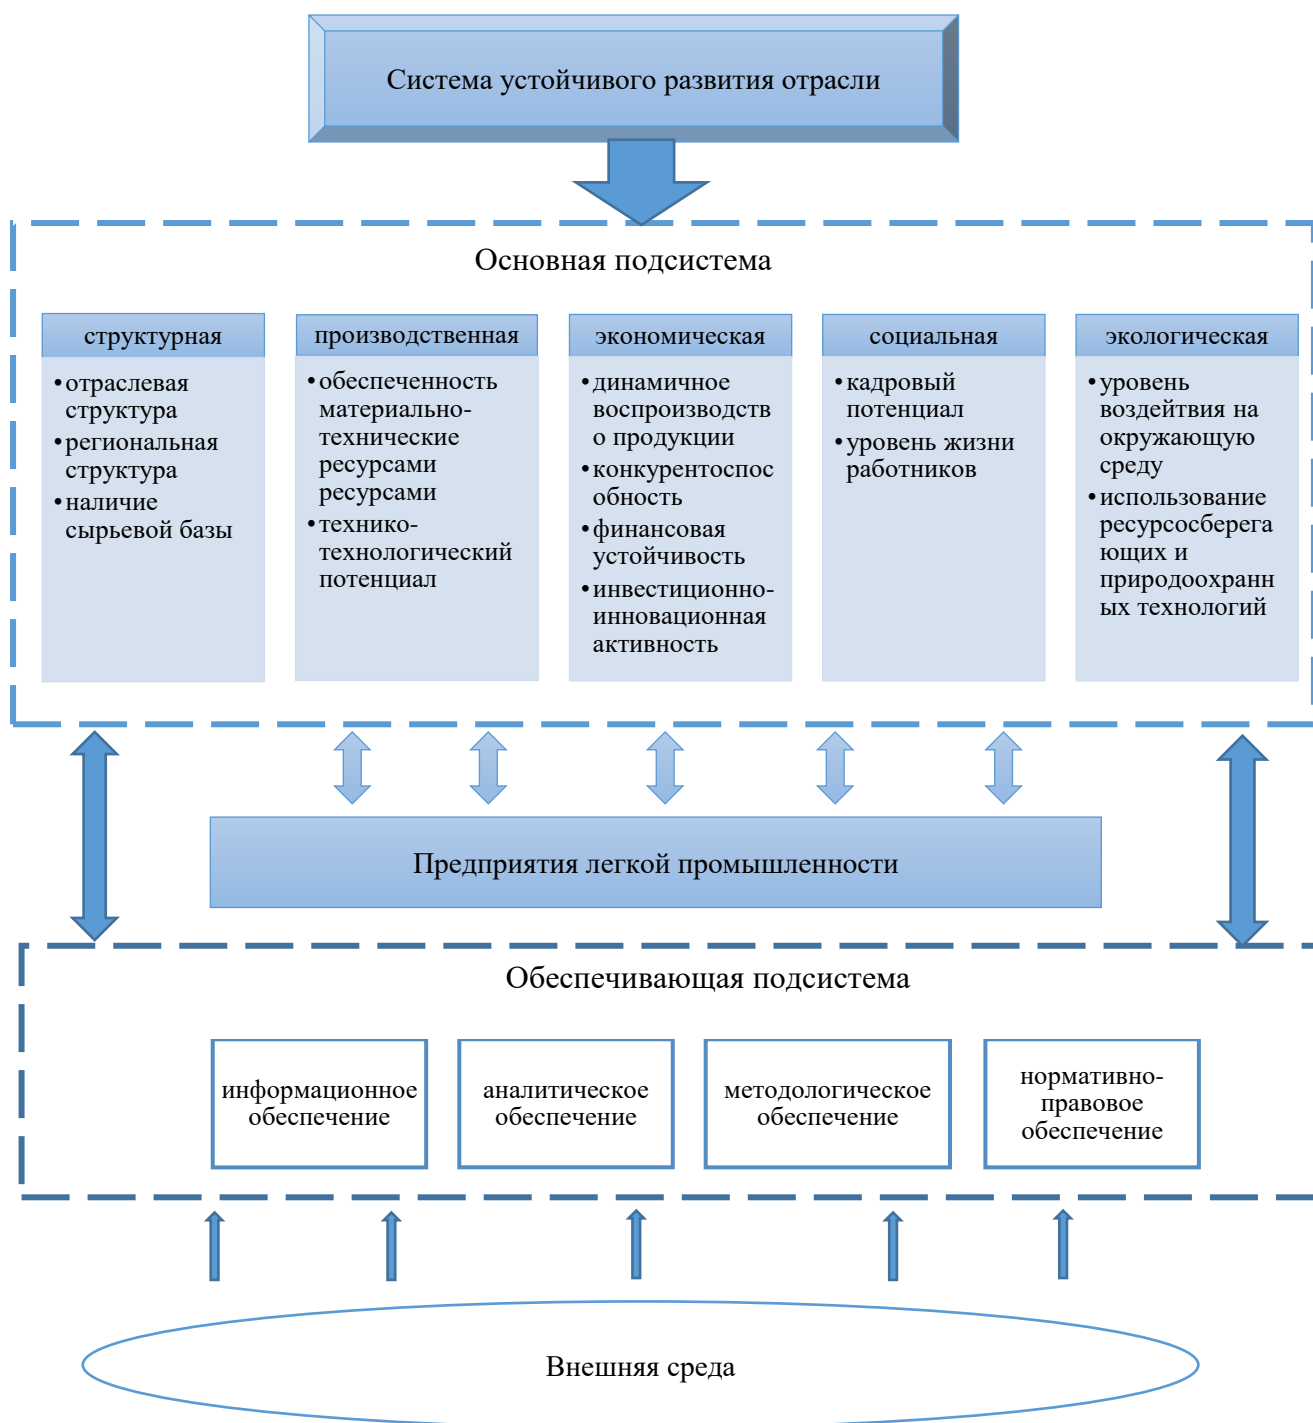 Система устойчивого развития отрасли
Основная подсистема
структурная
•отраслевая
структура
•региональная
структура
•наличие
сырьевой базы
производственная
•обеспеченность
материально-
технические
ресурсами
ресурсами
•технико-
технологический
потенциал
экономическая
•динамичное
воспроизводств
о продукции
•конкурентоспос
обность
•финансовая
устойчивость
•инвестиционно-
инновационная
активность
социальная
•кадровый
потенциал
•уровень жизни
работников
экологическая
•уровень
воздейтвия на
окружающую
среду
•использование
ресурсосберега
ющих и
природоохранн
ых технологий
Предприятия легкой промышленности
Обеспечивающая подсистема
информационное
обеспечение
аналитическое
обеспечение
методологическое
обеспечение
нормативно-
правовое
обеспечение
Внешняя среда